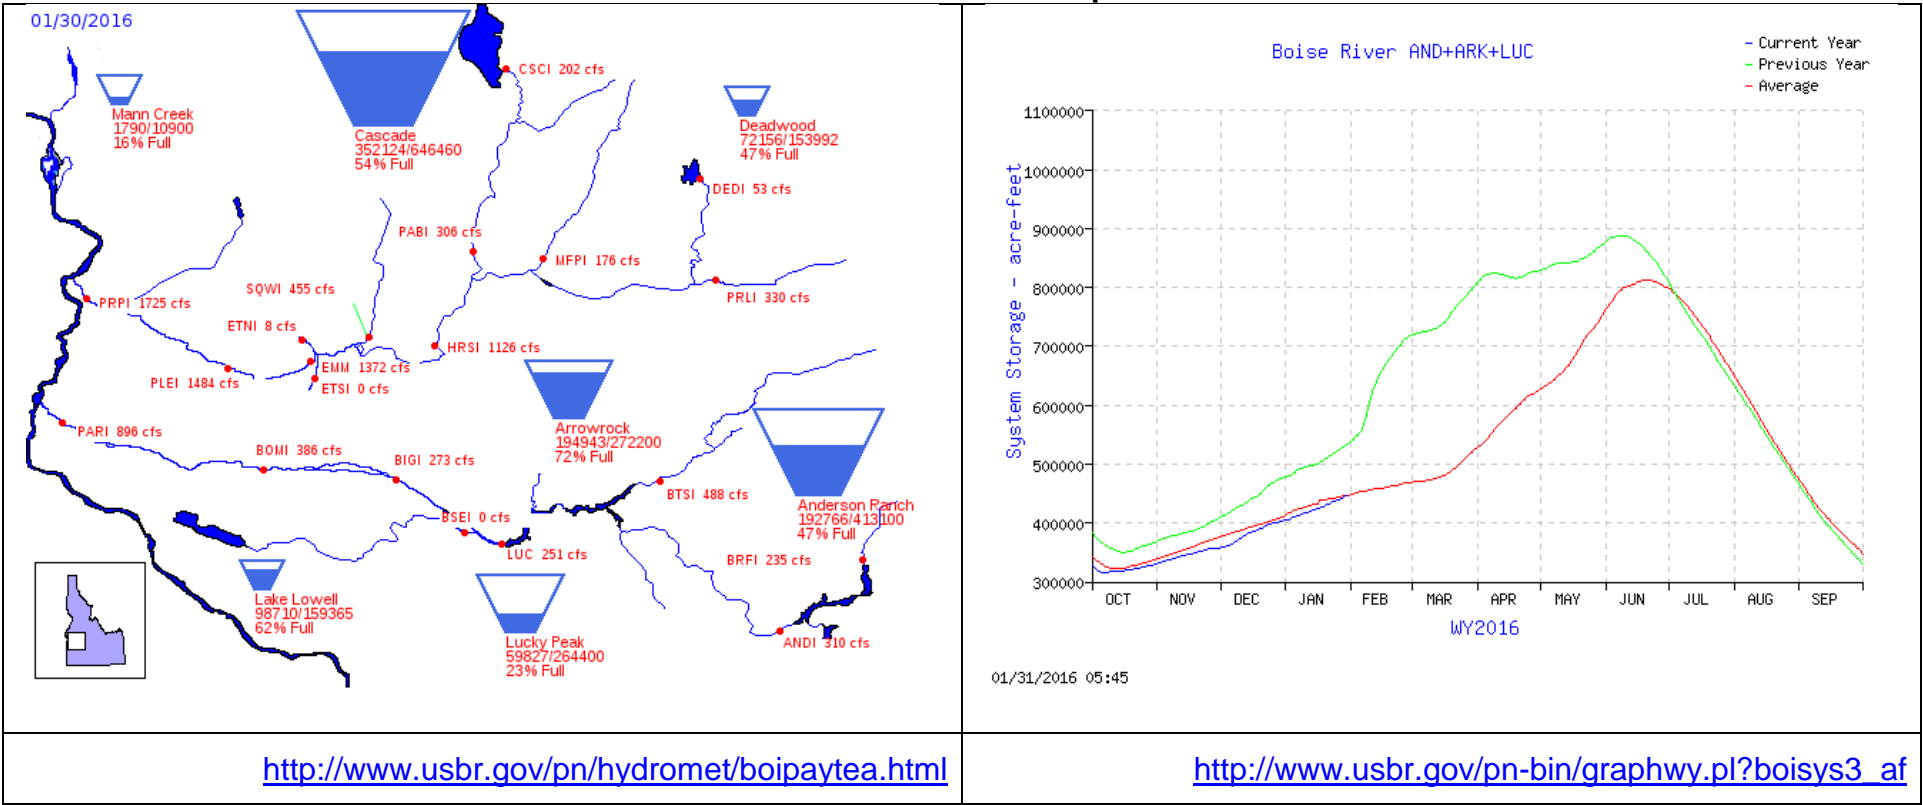 01/30/2016
Mann Creek
1790/10900
16% Full
Cascade
352124/646460
54% Full
CSCI 202 cfs
Deadwood
72156/153992
47% Full
DEDI 53 cfs
PABI 306 cfs
MFPI 176 cfs
PRLI 330 cfs
SQWI 455 cfs
PRPI 1725 cfs
ETNI 8 cfs
HRSI 1126 cfs
EMM 1372 cfs
PLEI 1484 cfs
ETSI 0 cfs
Arrowrock
194943/272200
72% Full
PARI 896 cfs
BOMI 386 cfs
BIGI 273 cfs
BTSI 488 cfs
Anderson Ranch
192766/413100
47% Full
BSEI 0 cfs
LUC 251 cfs
BRFI 235 cfs
Lake Lowell
98710/159365
62% Full
Lucky Peak
59827/264400
23% Full
ANDI 310 cfs
http://www.usbr.gov/pn/hydromet/boipaytea.html
Boise River AND+ARK+LUC
Current Year
Previous Year
Average
System Storage - acre-feet
1100000
1000000
900000
800000
700000
600000
500000
400000
300000
OCT NOV DEC JAN FEB MAR APR MAY JUN JUL AUG SEP
WY2016
01/31/2016 05:45
http://www.usbr.gov/pn-bin/graphwy.pl?boisys3_af